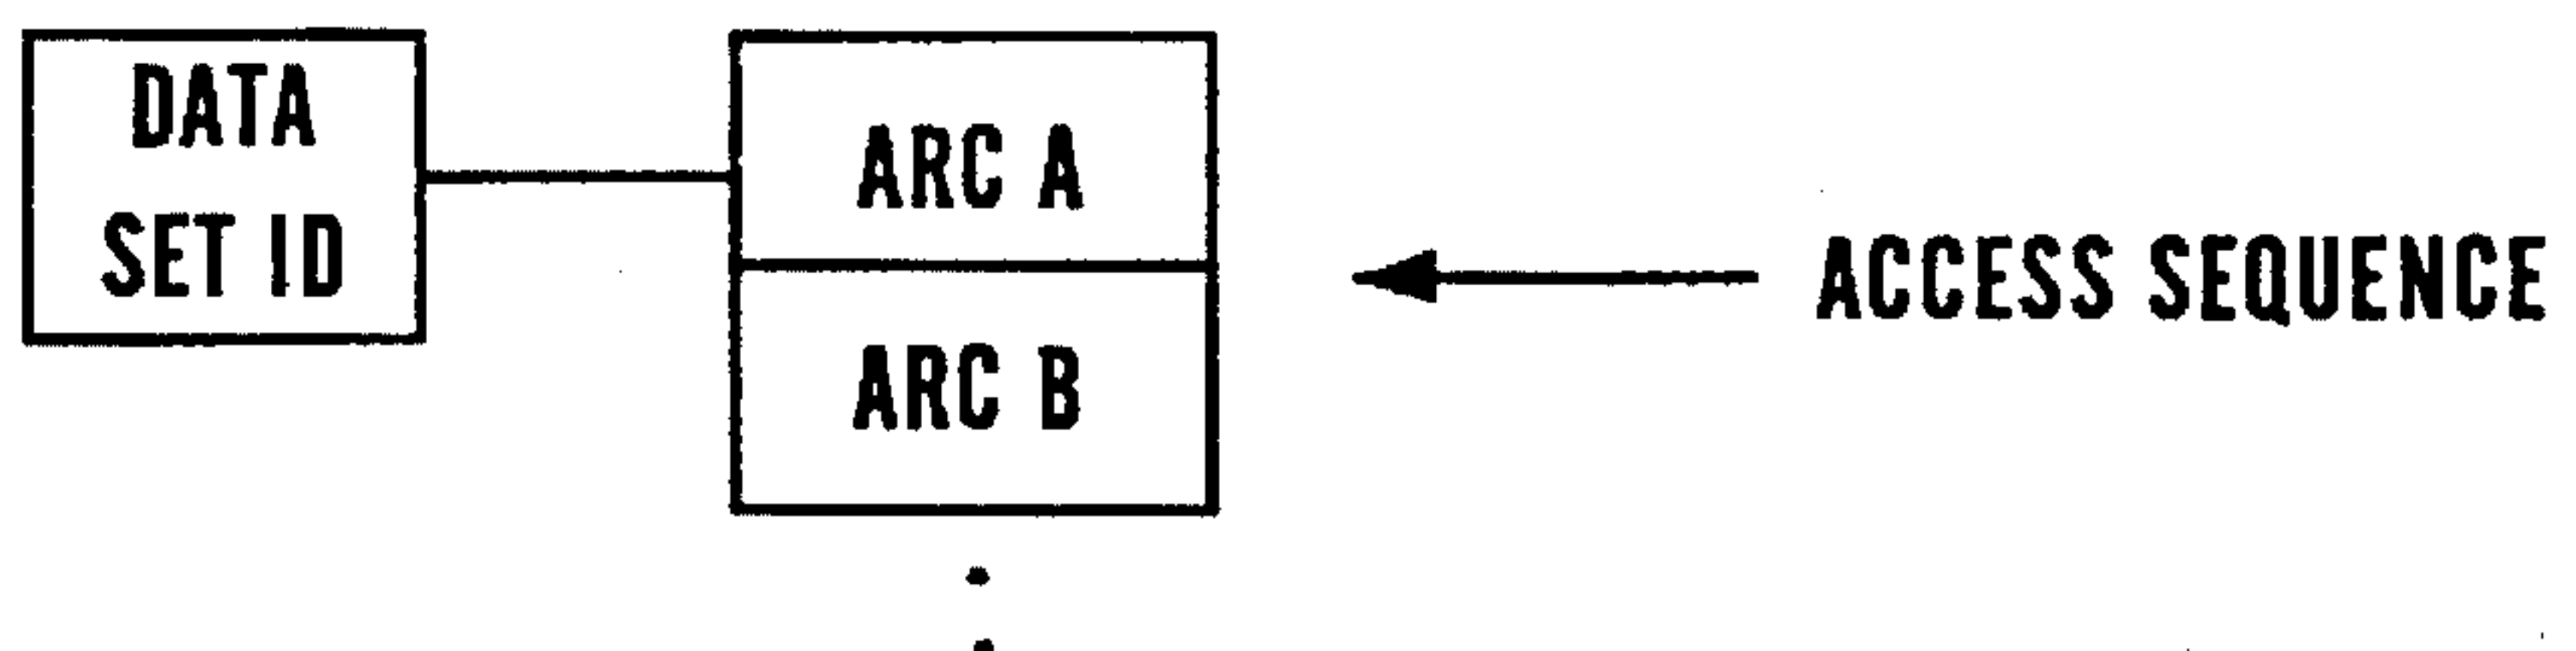 DATA
SET ID
ARC A
ARC B
ACCESS SEQUENCE